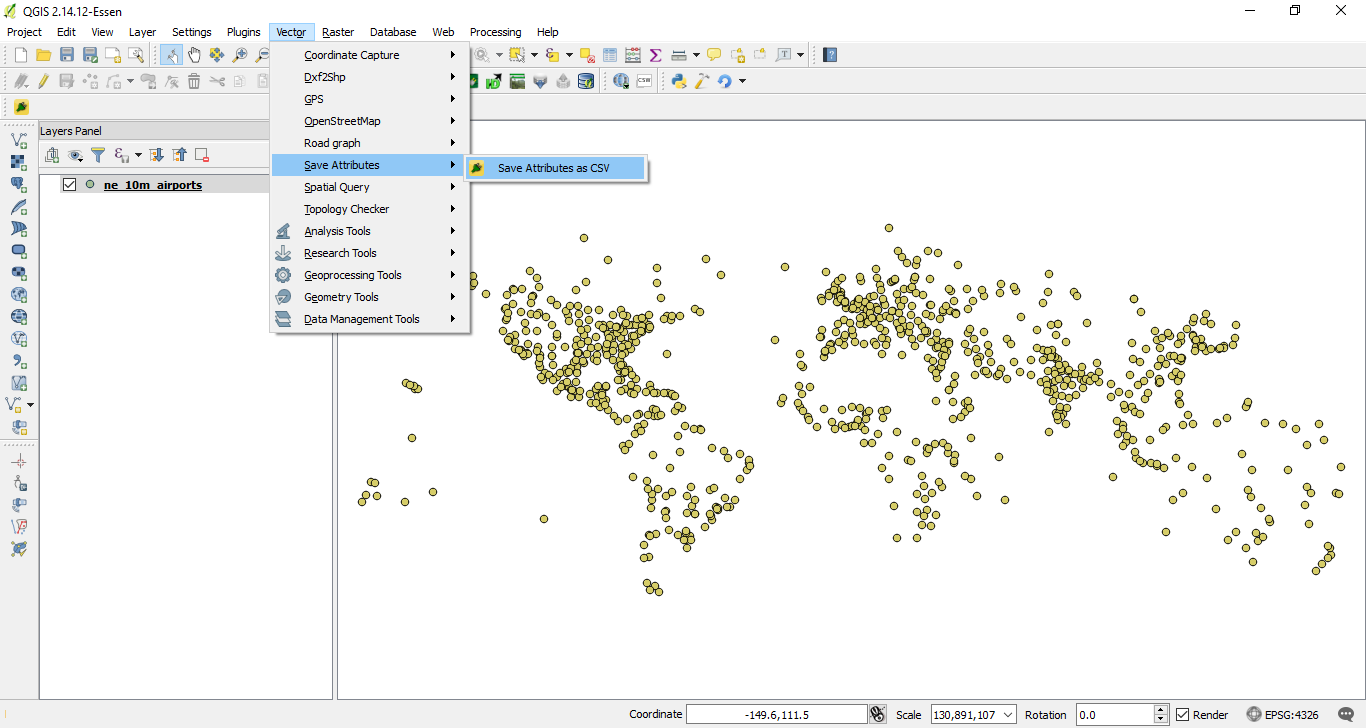 QGIS 2.14.12-Essen
Project Edit View Layer Settings Plugins Vector Raster Database Web Processing Help
Coordinate Capture
Dxf2Shp
GPS
OpenStreetMap
Layers Panel
Road graph
Save Attributes
Save Attributes as CSV
ne_10m_airports
Spatial Query
Topology Checker
Analysis Tools
Research Tools
Geoprocessing Tools
Geometry Tools
Data Management Tools
Coordinate -149.6,111.5 Scale 130,891,107 Rotation 0.0 Render EPSG:4326